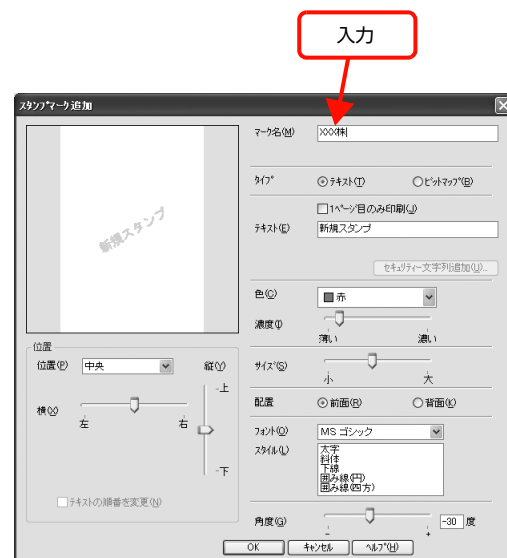 入力
スタンプマーク追加
マーク名(M)
XXX株
タイプ
テキスト(T)
ビットマップ(B)
1ページ目のみ印刷(J)
テキスト(E)
新規スタンプ
セキュリティー文字列追加(U)...
新規スタンプ
色(C)
赤
濃度(I)
薄い
濃い
位置
位置(P)
中央
縦(Y)
サイズ(S)
小
大
-上
横(X)
左
右
配置
前面(R)
背面(K)
フォント(O)
MS ゴシック
スタイル(L)
太字
斜体
下線
囲み線(円)
囲み線(四方)
-下
テキストの順番を変更(N)
角度(G)
-30
度
-
+
OK
キャンセル
ヘルプ(H)